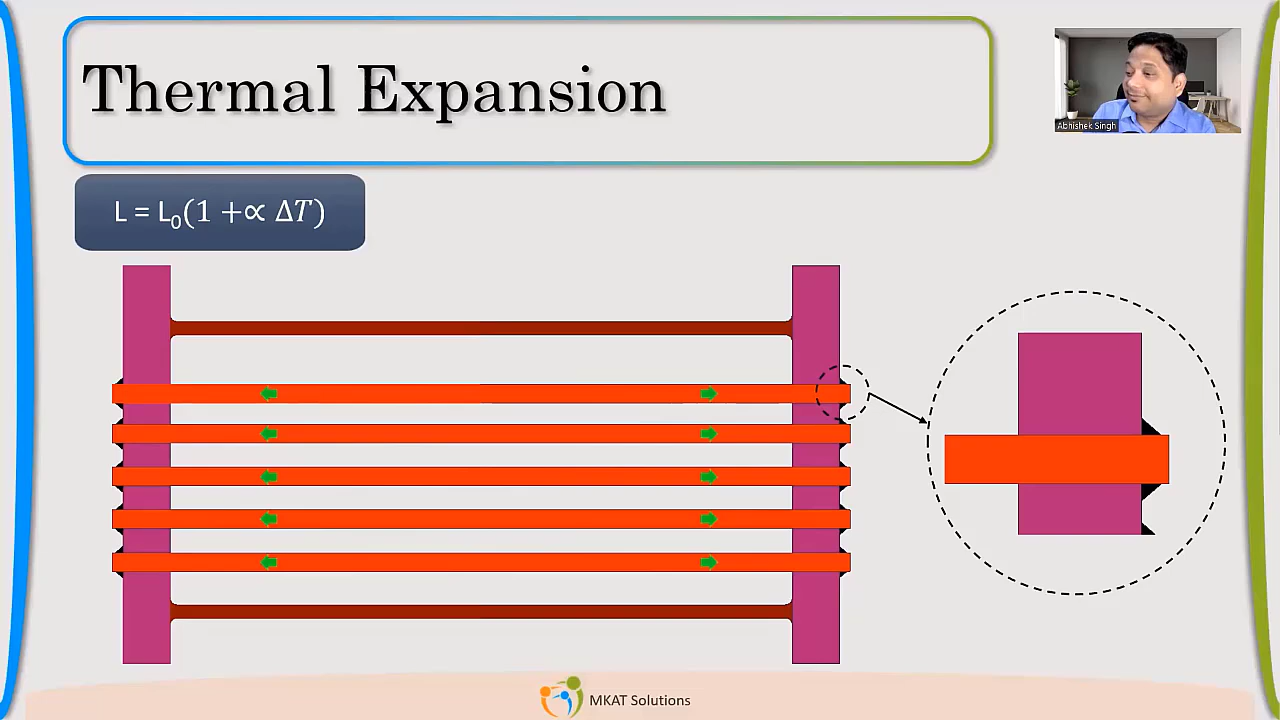 Thermal Expansion
Abhishek Singh
L = L₀(1 +∝ ΔT)
MKAT Solutions